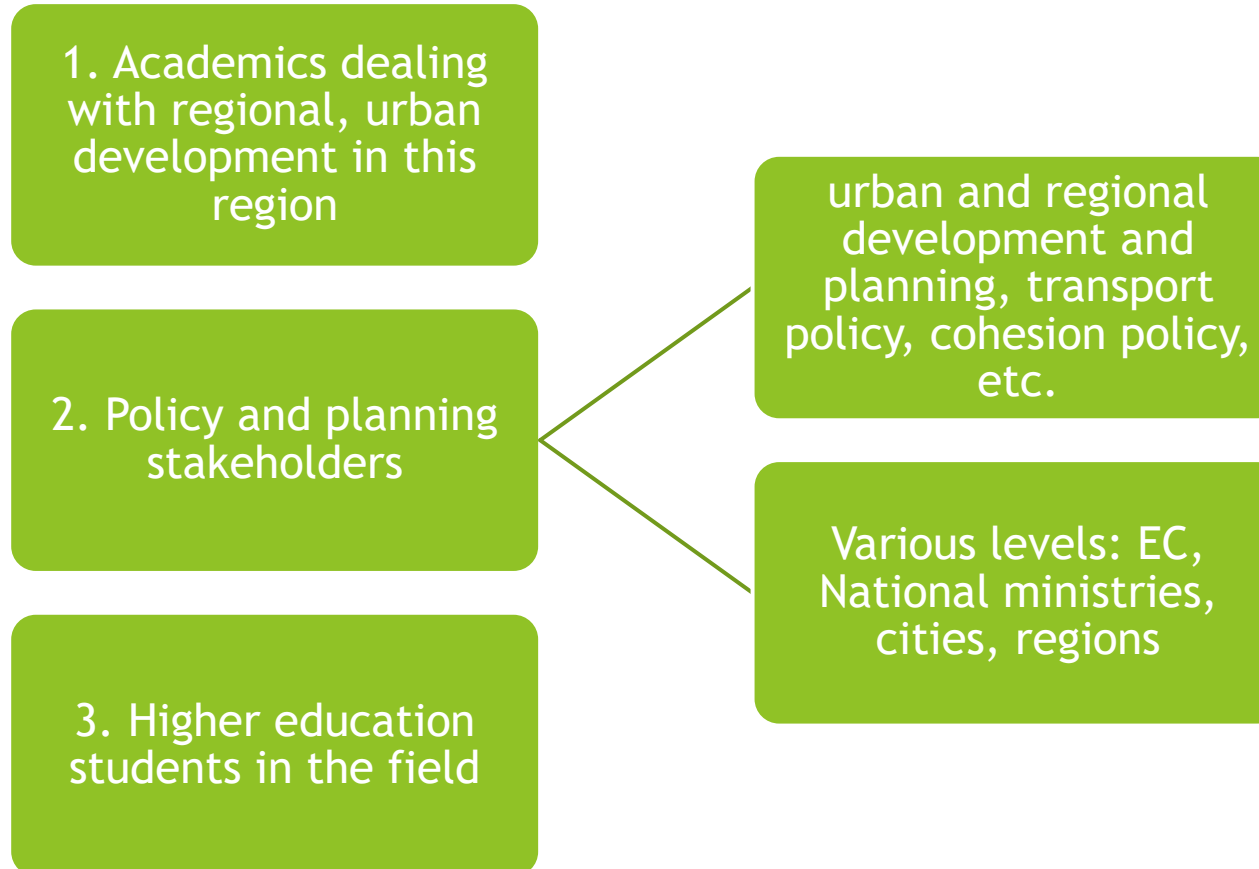 1. Academics dealing
with regional, urban
development in this
region
2. Policy and planning
stakeholders
3. Higher education
students in the field
urban and regional
development and
planning, transport
policy, cohesion policy,
etc.
Various levels: EC,
National ministries,
cities, regions